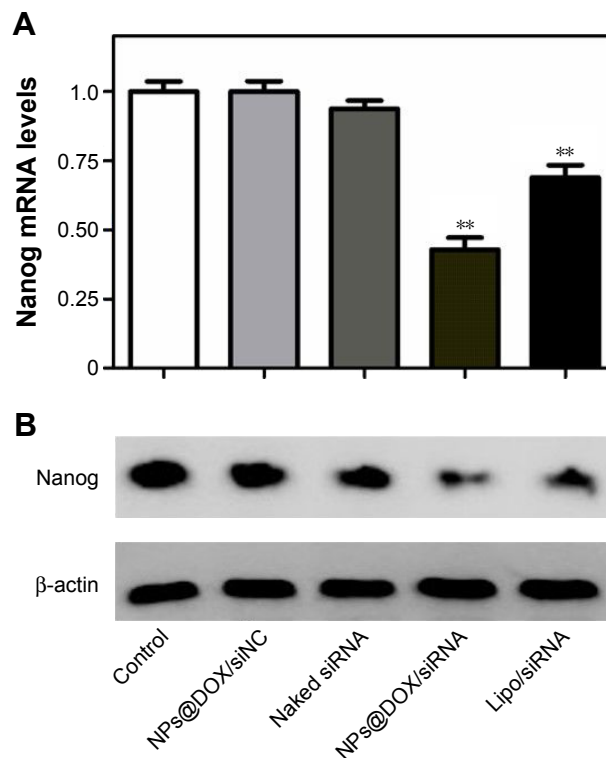 A
Nanog mRNA levels
1.0
0.75
0.50
0.25
0
**
**
B
Nanog
β-actin
Control
NPs@DOX/siNC
Naked siRNA
NPs@DOX/siRNA
Lipo/siRNA